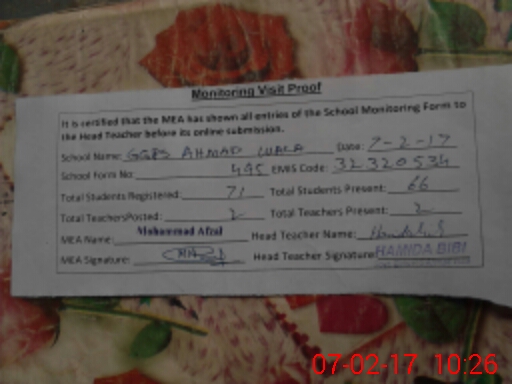 Monitoring Visit Proof
It is certified that the MEA has shown all entries of the School Monitoring Form to
the Head Teacher before its online submission.
School Name: GGPS AHMAD WALA Date: 7-2-17
School Form No: 445 EMIS Code: 32320534
Total Students Registered: 71 Total Students Present: 66
Total TeachersPosted: 2 Total Teachers Present: 2
MEA Name: Muhammad Afzal Head Teacher Name:
MEA Signature: Head Teacher Signature: HAMIDA BIBI
07-02-17 10:26